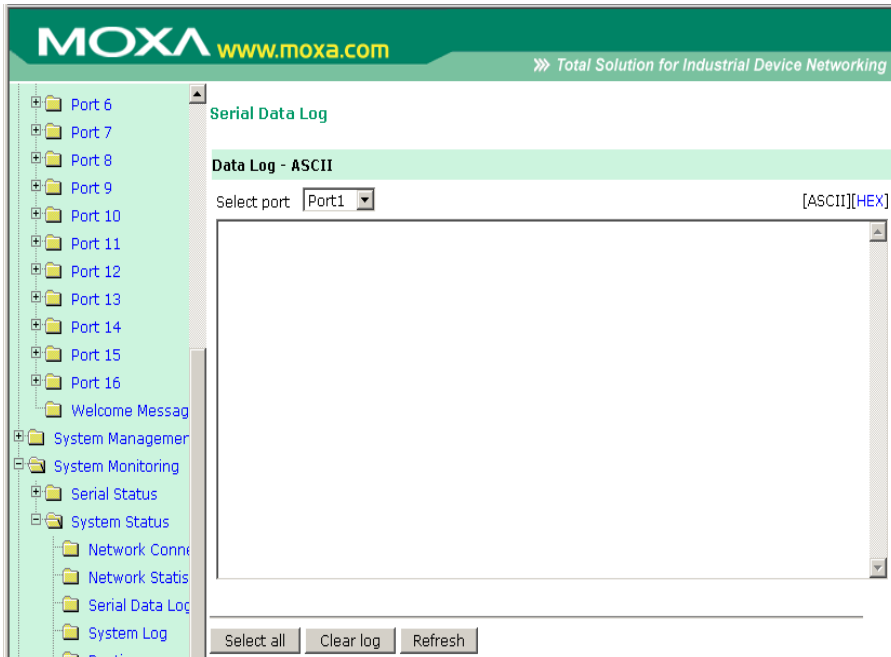 MOXA www.moxa.com
Total Solution for Industrial Device Networking
Port 6
Port 7
Port 8
Port 9
Port 10
Port 11
Port 12
Port 13
Port 14
Port 15
Port 16
Welcome Messag
System Managemer
System Monitoring
Serial Status
System Status
Network Conne
Network Statis
Serial Data Log
System Log
Serial Data Log
Data Log - ASCII
Select port Port1 [ASCII][HEX]
Select all Clear log Refresh